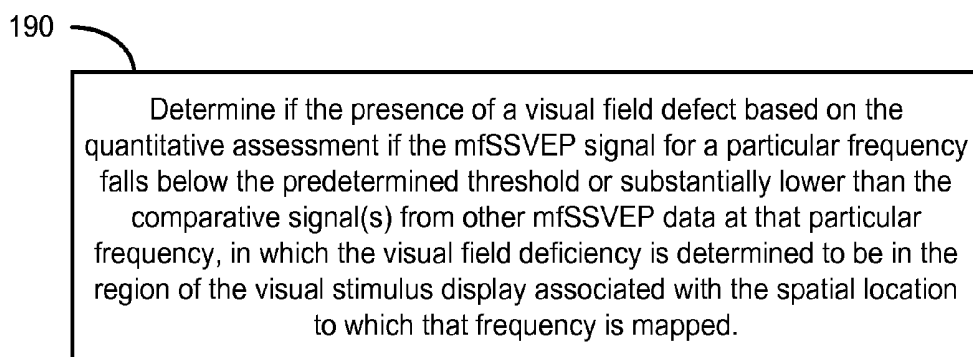 190
Determine if the presence of a visual field defect based on the
quantitative assessment if the mfSSVEP signal for a particular frequency
falls below the predetermined threshold or substantially lower than the
comparative signal(s) from other mfSSVEP data at that particular
frequency, in which the visual field deficiency is determined to be in the
region of the visual stimulus display associated with the spatial location
to which that frequency is mapped.